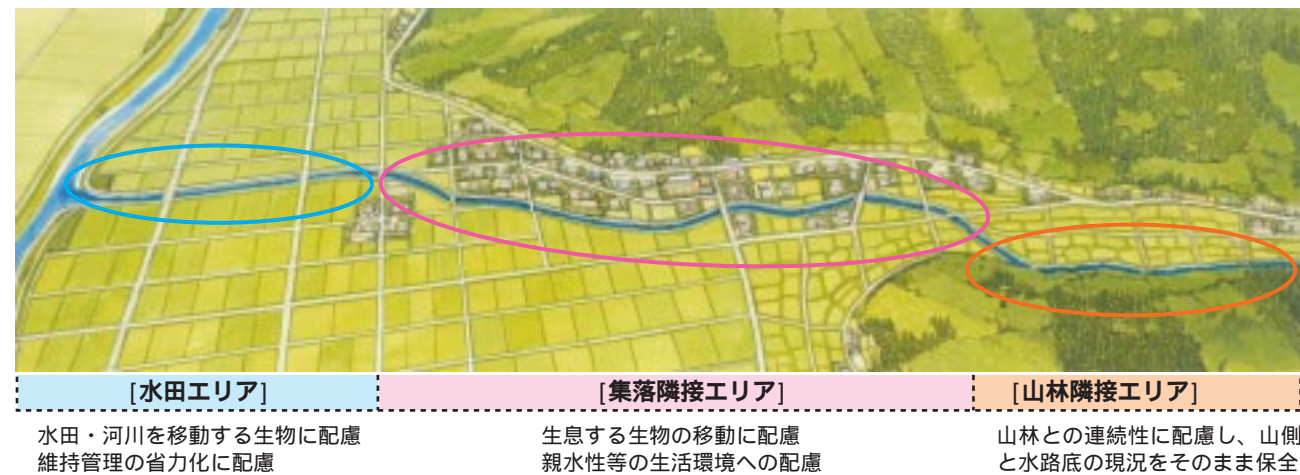 [水田エリア]
水田・河川を移動する生物に配慮
維持管理の省力化に配慮
[集落隣接エリア]
生息する生物の移動に配慮
親水性等の生活環境への配慮
[山林隣接エリア]
山林との連続性に配慮し、山側
と水路底の現況をそのまま保全